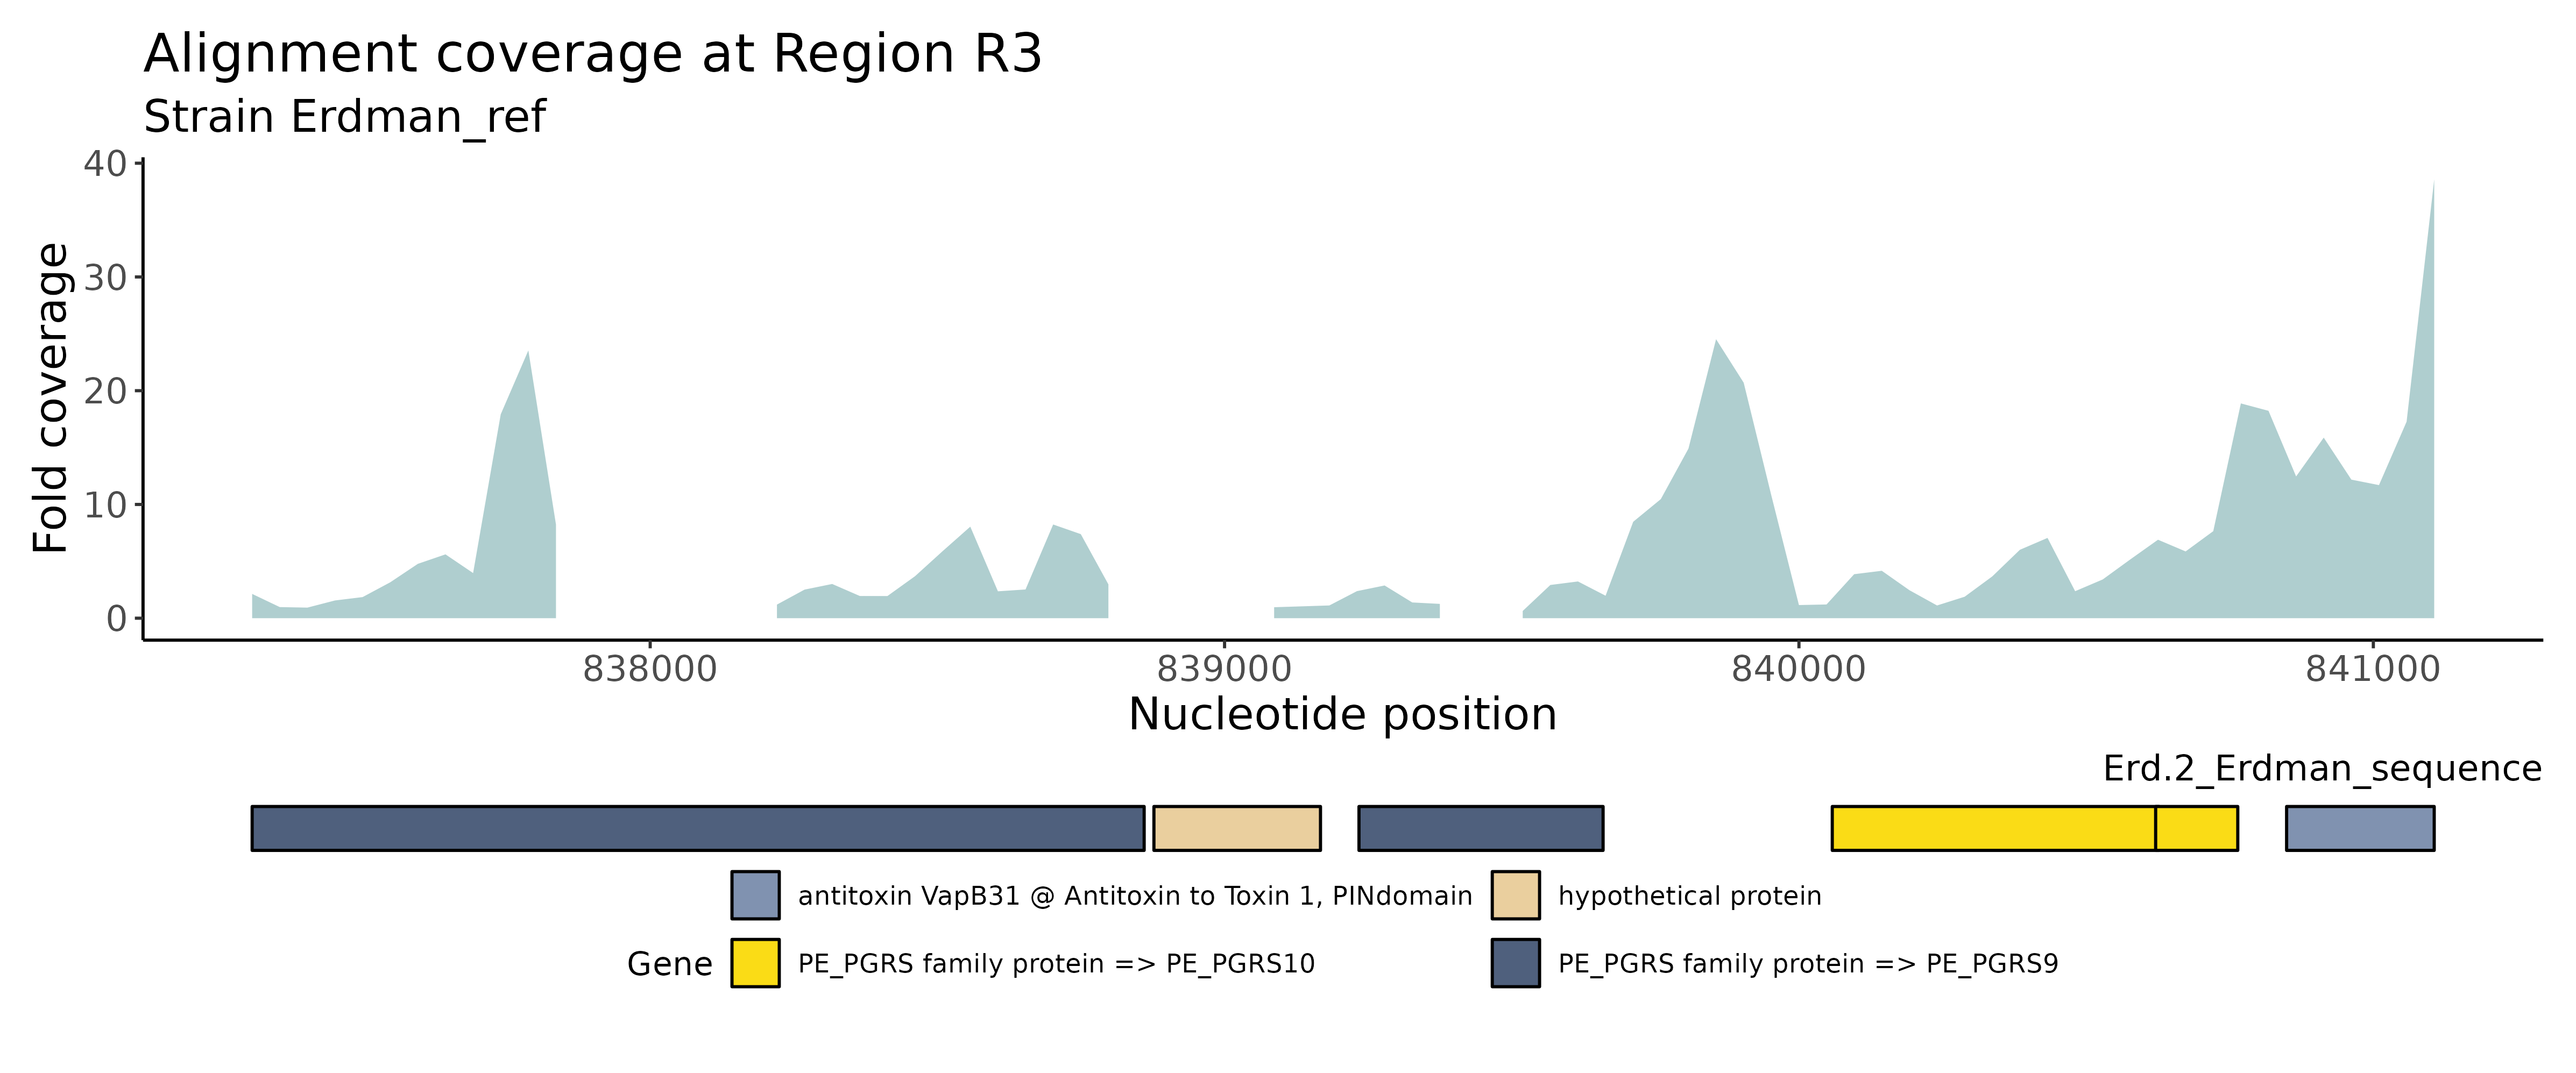 Alignment coverage at Region R3
Strain Erdman_ref
40
30
20
10
0
Fold coverage
838000 839000 840000 841000
Nucleotide position
Erd.2_Erdman_sequence
Gene
antitoxin VapB31 @ Antitoxin to Toxin 1, PINdomain
hypothetical protein
PE_PGRS family protein => PE_PGRS10
PE_PGRS family protein => PE_PGRS9